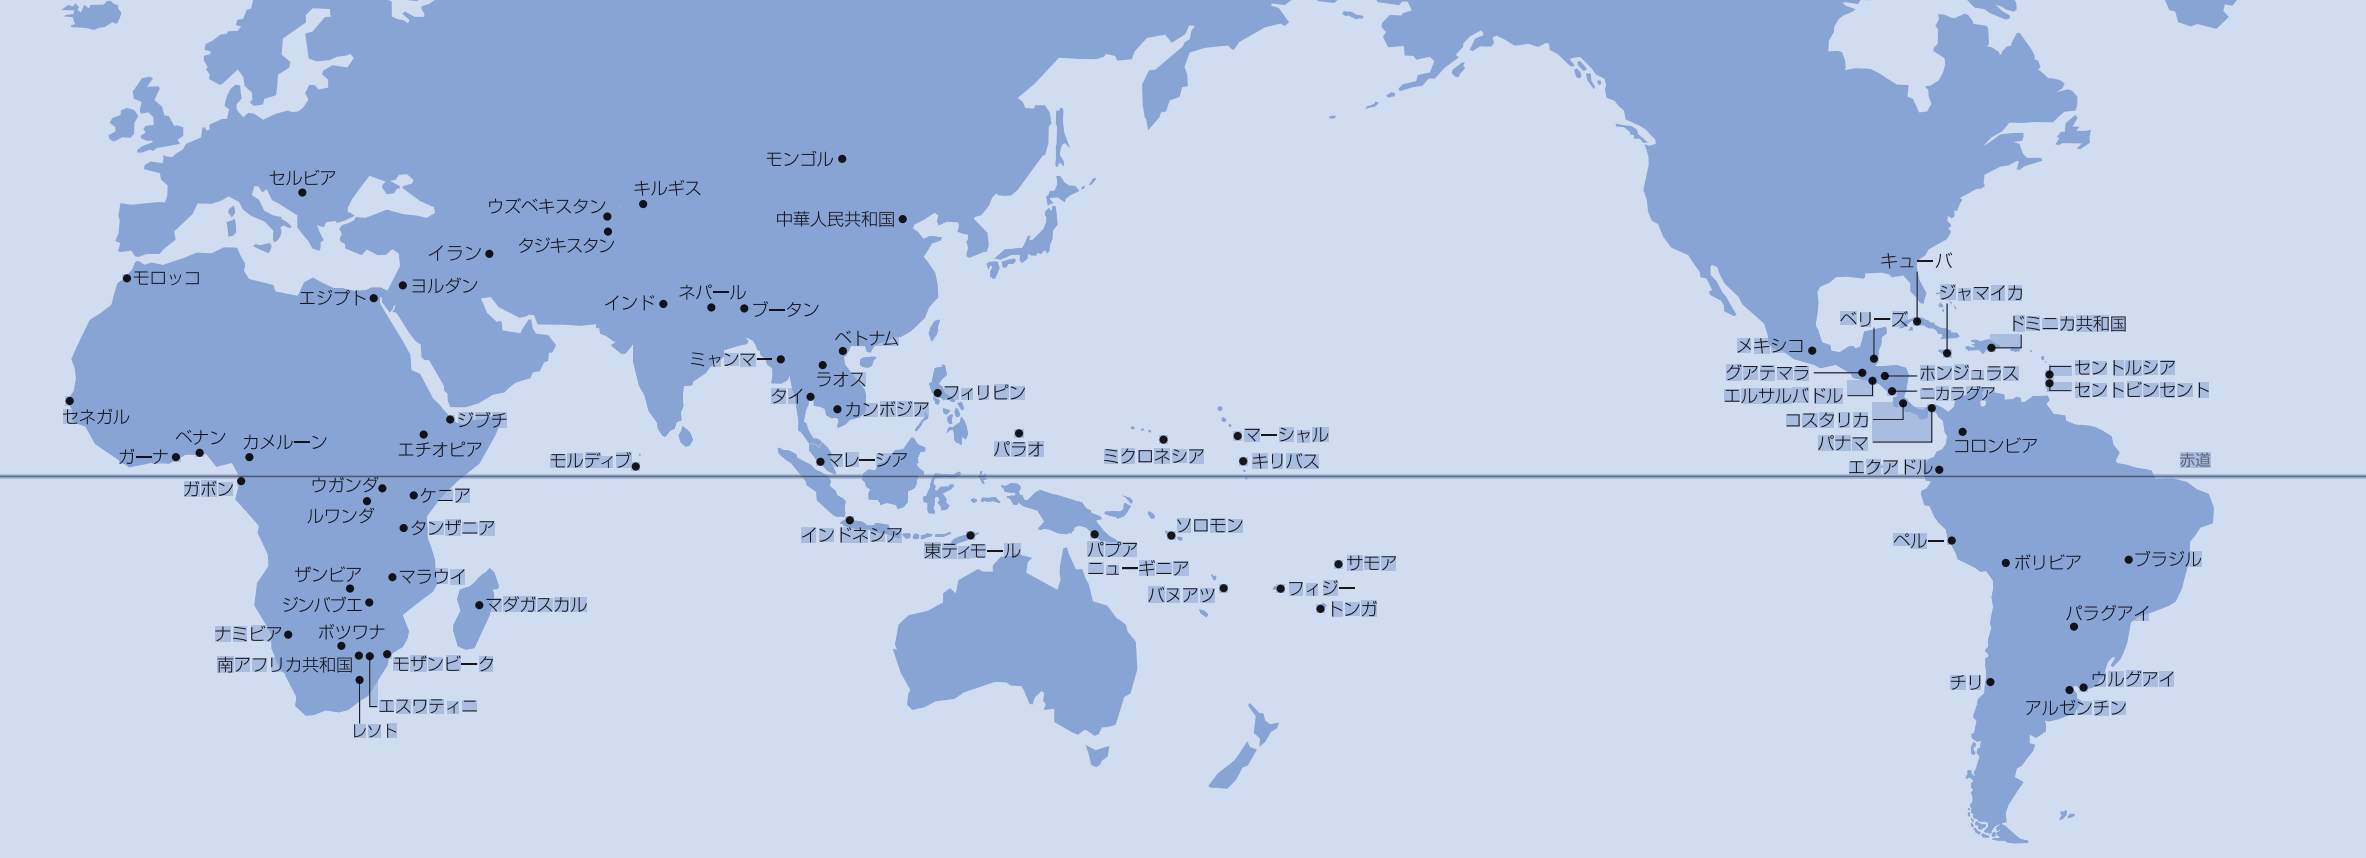 モンゴル
セルビア
キルギス
ウズベキスタン
中華人民共和国
タジキスタン
イラン
キューバ
モロッコ
ヨルダン
エジプト
ネパール
ジャマイカ
インド
ブータン
ベリーズ
ドミニカ共和国
ベトナム
メキシコ
ミャンマー
セントルシア
グアテマラ
ホンジュラス
ラオス
セントビンセント
タイ
フィリピン
エルサルバドル
ニカラグア
カンボジア
セネガル
ジブチ
コスタリカ
ベナン
カメルーン
エチオピア
マーシャル
パナマ
コロンビア
ガーナ
パラオ
ミクロネシア
モルディブ
マレーシア
キリバス
エクアドル
赤道
ガボン
ウガンダ
ケニア
ルワンダ
タンザニア
ソロモン
インドネシア
東ティモール
パプア
ニューギニア
ペルー
ボリビア
ブラジル
サモア
ザンビア
マラウイ
フィジー
バヌアツ
ジンバブエ
マダガスカル
トンガ
パラグアイ
ナミビア
ボツワナ
南アフリカ共和国
モザンビーク
チリ
ウルグアイ
エスワティニ
アルゼンチン
レソト